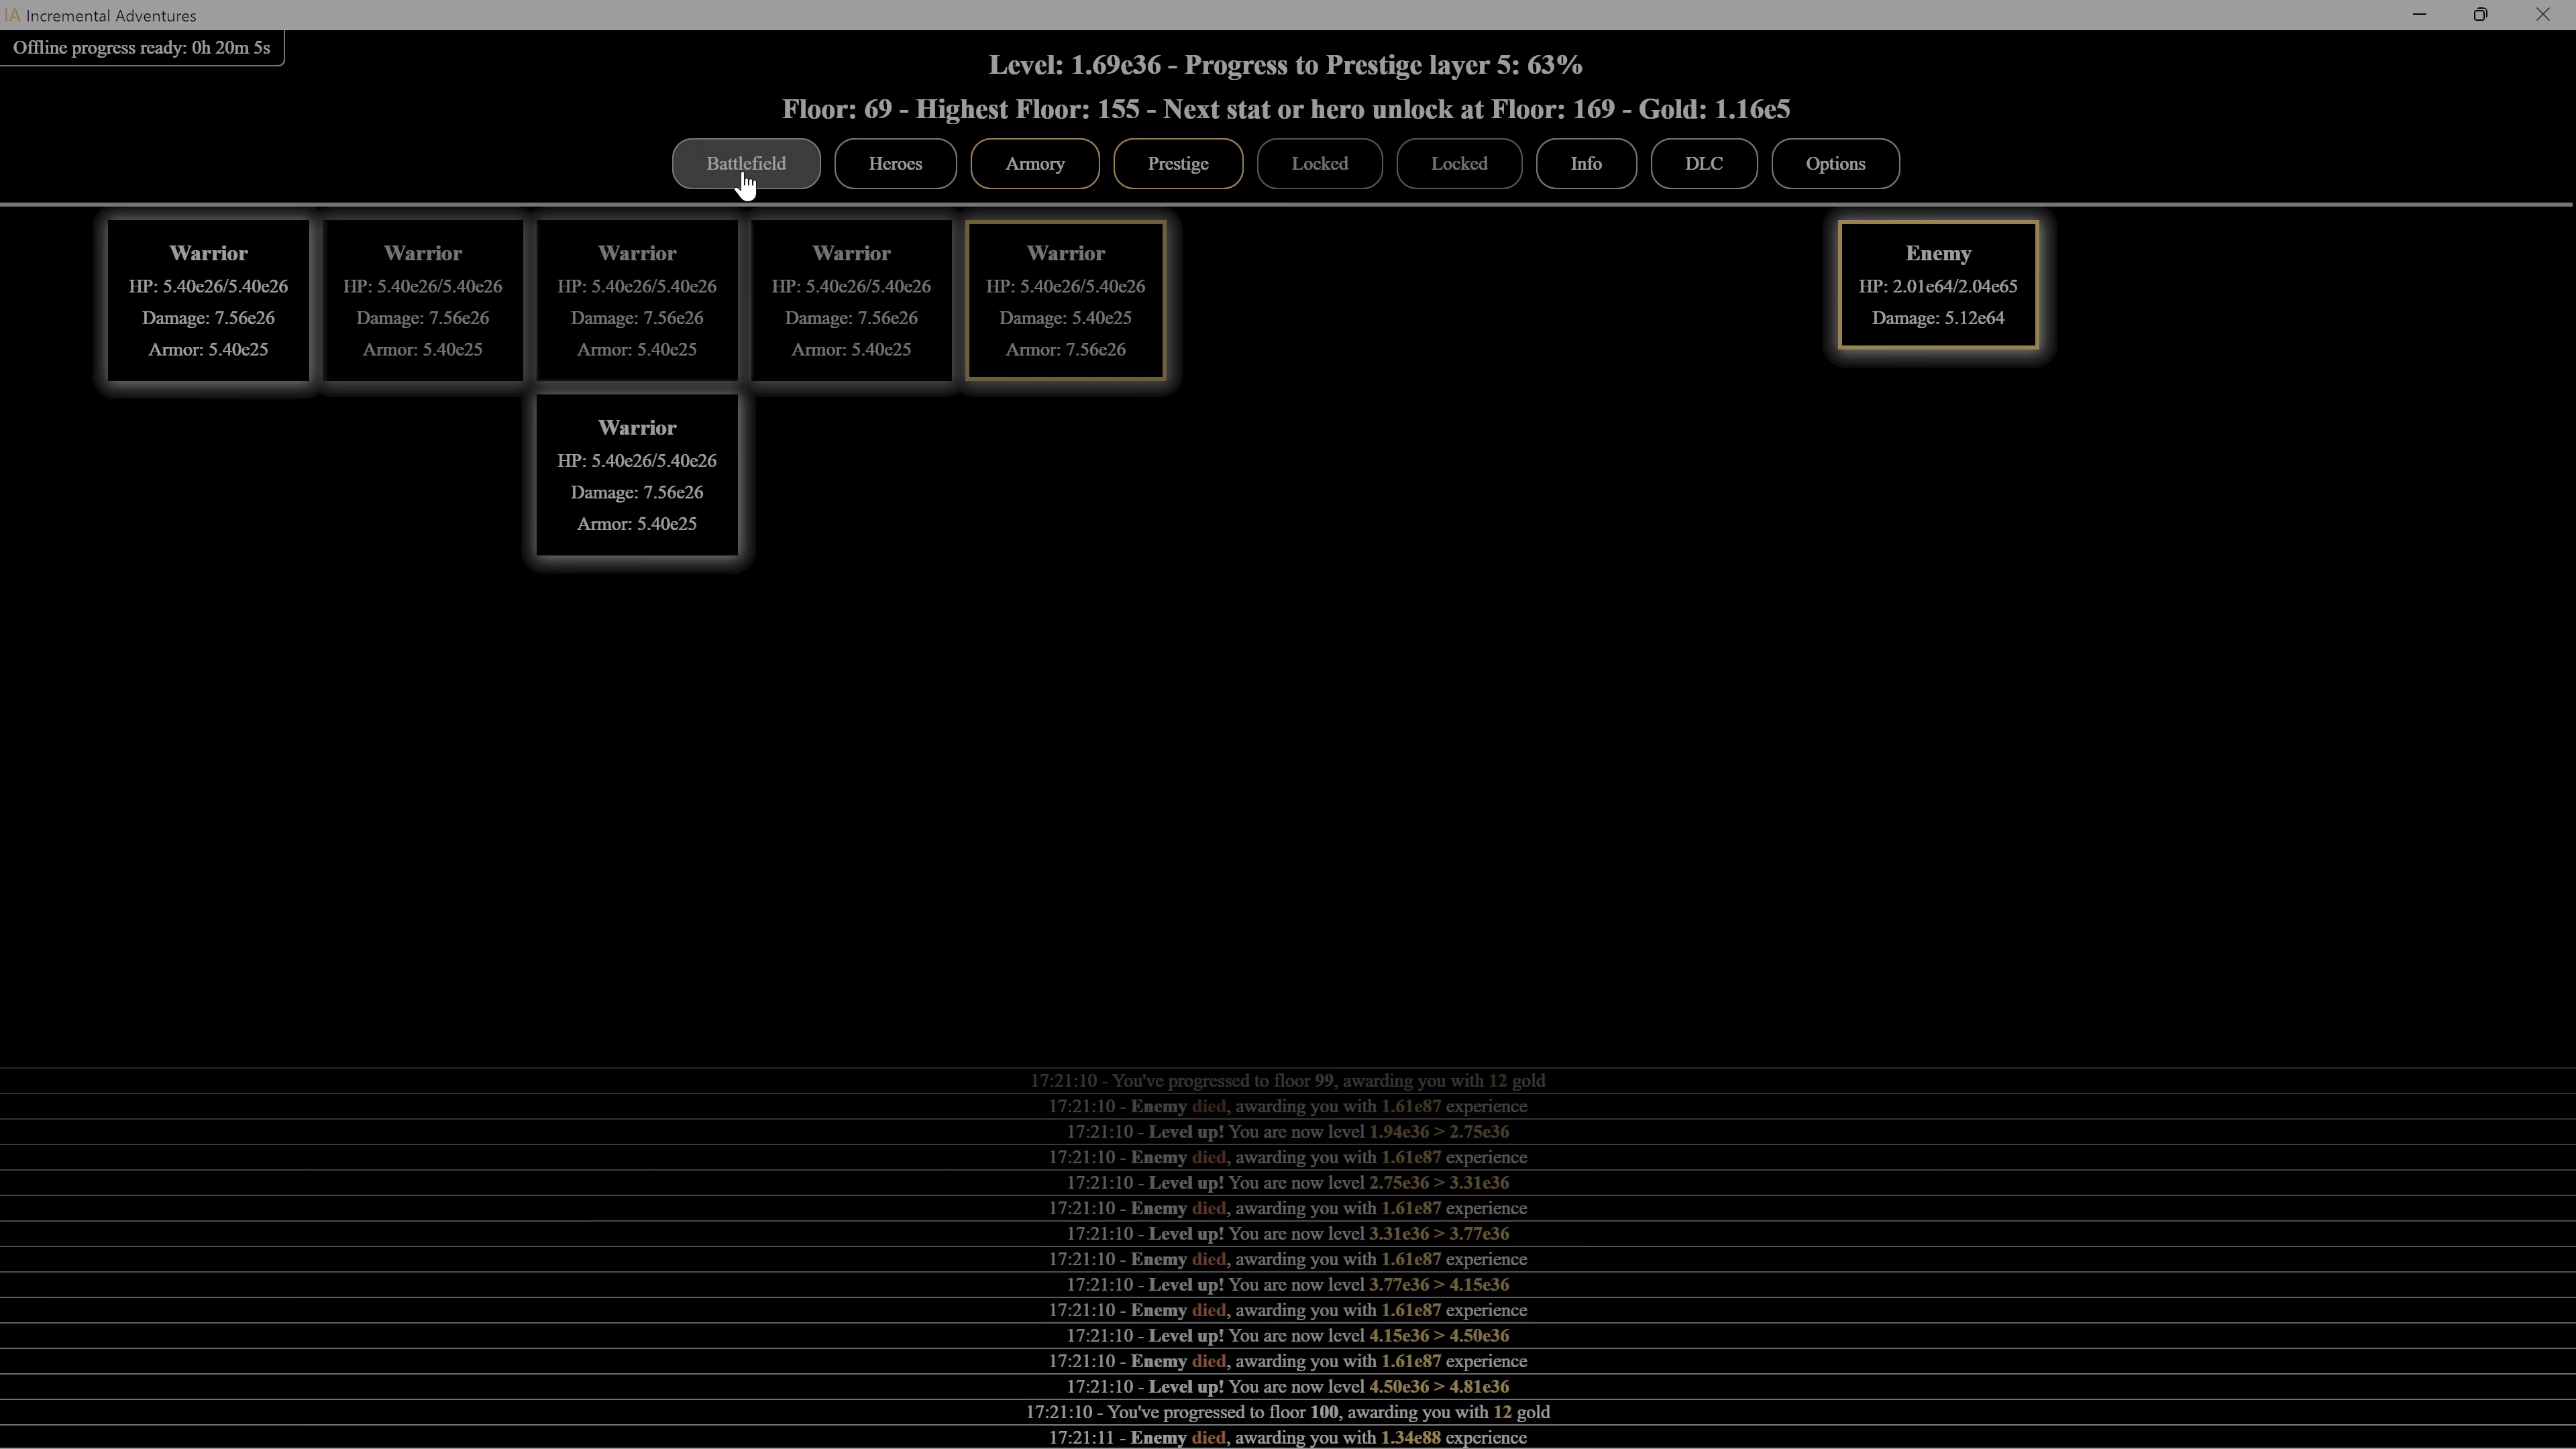 IA Incremental Adventures
Offline progress ready: 0h 20m 5s
Level: 1.69e36 - Progress to Prestige layer 5: 63%
Floor: 69 - Highest Floor: 155 - Next stat or hero unlock at Floor: 169 - Gold: 1.16e5
Battlefield Heroes Armory Prestige Locked Locked Info DLC Options
Warrior Warrior Warrior Warrior Warrior Enemy
HP: 5.40e26/5.40e26 HP: 5.40e26/5.40e26 HP: 5.40e26/5.40e26 HP: 5.40e26/5.40e26 HP: 5.40e26/5.40e26 HP: 2.01e64/2.04e65
Damage: 7.56e26 Damage: 7.56e26 Damage: 7.56e26 Damage: 7.56e26 Damage: 5.40e25 Damage: 5.12e64
Armor: 5.40e25 Armor: 5.40e25 Armor: 5.40e25 Armor: 5.40e25 Armor: 7.56e26
Warrior
HP: 5.40e26/5.40e26
Damage: 7.56e26
Armor: 5.40e25
17:21:10 - You've progressed to floor 99, awarding you with 12 gold
17:21:10 - Enemy died, awarding you with 1.61e87 experience
17:21:10 - Level up! You are now level 1.94e36 > 2.75e36
17:21:10 - Enemy died, awarding you with 1.61e87 experience
17:21:10 - Level up! You are now level 2.75e36 > 3.31e36
17:21:10 - Enemy died, awarding you with 1.61e87 experience
17:21:10 - Level up! You are now level 3.31e36 > 3.77e36
17:21:10 - Enemy died, awarding you with 1.61e87 experience
17:21:10 - Level up! You are now level 3.77e36 > 4.15e36
17:21:10 - Enemy died, awarding you with 1.61e87 experience
17:21:10 - Level up! You are now level 4.15e36 > 4.50e36
17:21:10 - Enemy died, awarding you with 1.61e87 experience
17:21:10 - Level up! You are now level 4.50e36 > 4.81e36
17:21:10 - You've progressed to floor 100, awarding you with 12 gold
17:21:11 - Enemy died, awarding you with 1.34e88 experience